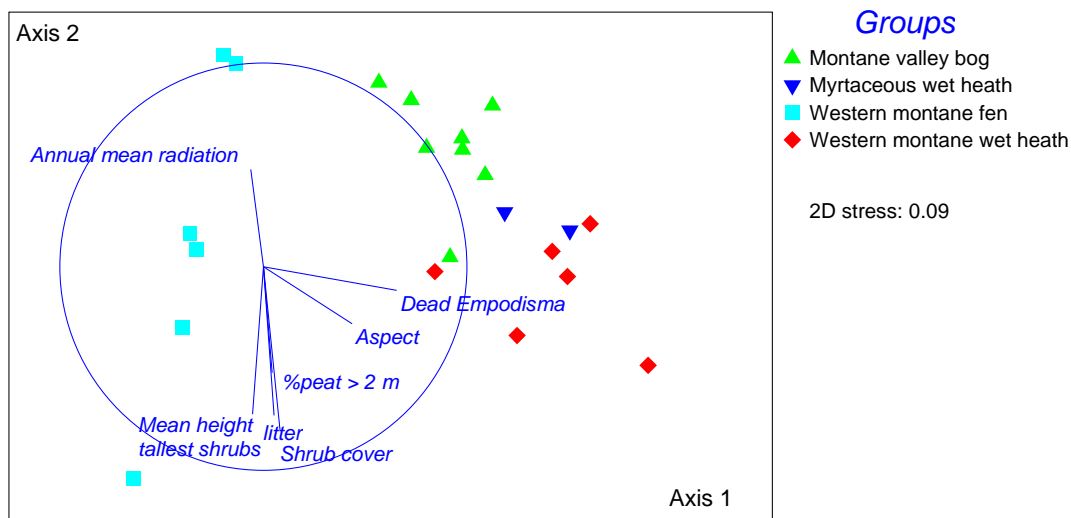 Axis 2
Groups
Montane valley bog
Myrtaceous wet heath
Western montane fen
Western montane wet heath
2D stress: 0.09
Annual mean radiation
Dead Empodisma
Aspect
%peat > 2 m
Mean height
tallest shrubs
litter
Shrub cover
Axis 1